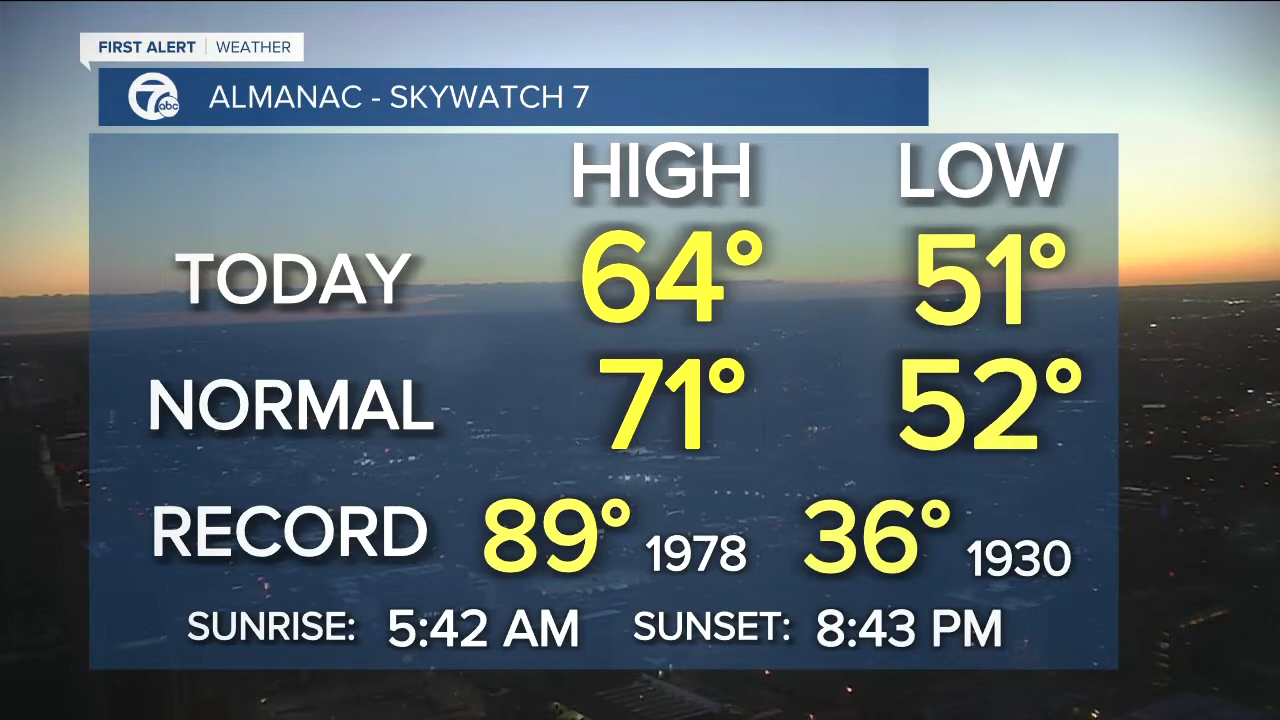 FIRST ALERT | WEATHER
7 abc ALMANAC - SKYWATCH 7
HIGH LOW
TODAY 64° 51°
NORMAL 71° 52°
RECORD 89° 1978 36° 1930
SUNRISE: 5:42 AM SUNSET: 8:43 PM